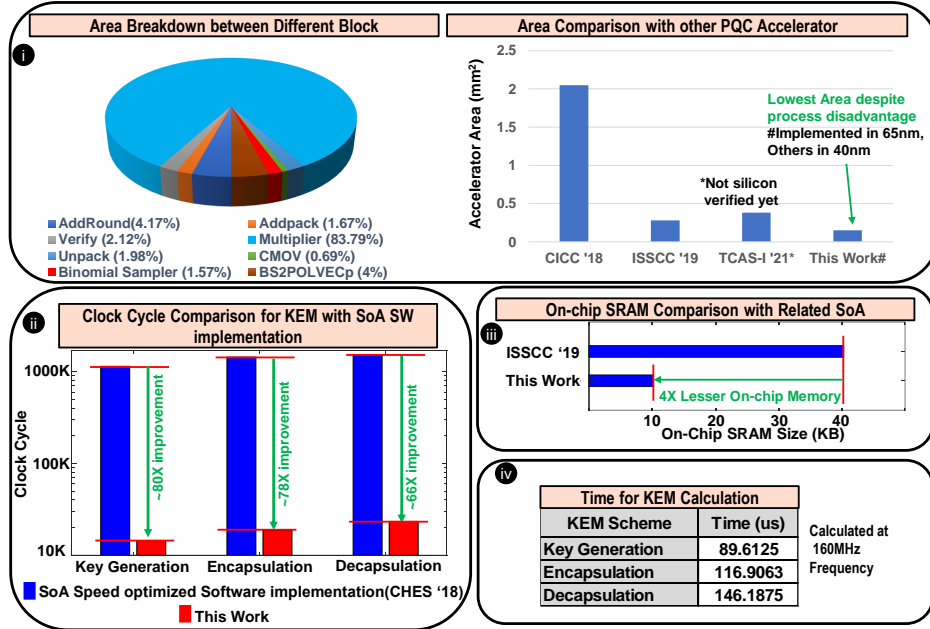 Area Breakdown between Different Block
i
AddRound(4.17%)
Addpack (1.67%)
Verify (2.12%)
Multiplier (83.79%)
Unpack (1.98%)
CMOV (0.69%)
Binomial Sampler (1.57%)
BS2POLVECp (4%)
Area Comparison with other PQC Accelerator
Accelerator Area (mm²)
2.5
2
1.5
1
0.5
0
Lowest Area despite
process disadvantage
#Implemented in 65nm,
Others in 40nm
*Not silicon
verified yet
CICC '18
ISSCC '19
TCAS-I '21*
This Work#
ii
Clock Cycle Comparison for KEM with SoA SW
implementation
Clock Cycle
1000K
100K
10K
~80X improvement
~78X improvement
~66X improvement
Key Generation
Encapsulation
Decapsulation
SoA Speed optimized Software implementation(CHES ‘18)
This Work
On-chip SRAM Comparison with Related SoA
iii
ISSCC ‘19
This Work
4X Lesser On-chip Memory
10
20
30
40
On-Chip SRAM Size (KB)
iv
Time for KEM Calculation
KEM Scheme
Time (us)
Key Generation
89.6125
Encapsulation
116.9063
Decapsulation
146.1875
Calculated at
160MHz
Frequency